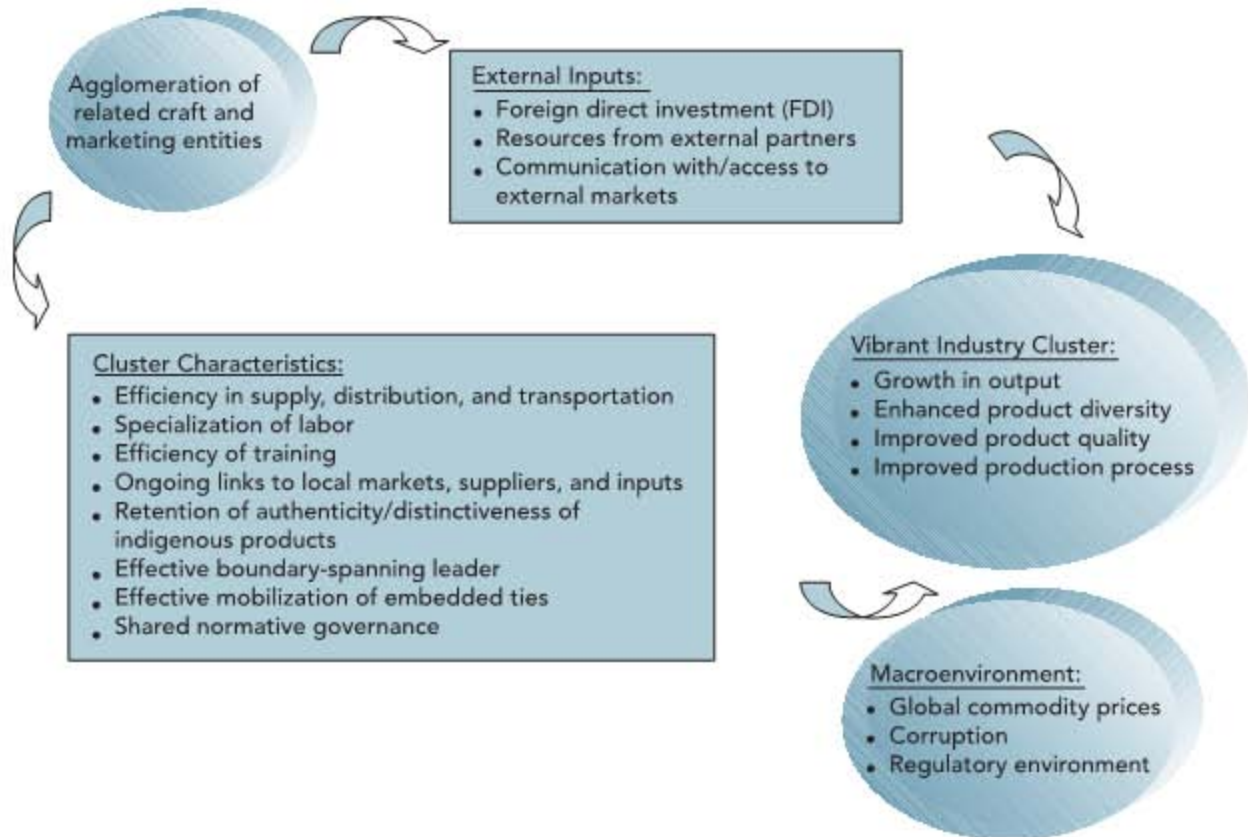 Agglomeration of
related craft and
marketing entities
External Inputs:
• Foreign direct investment (FDI)
• Resources from external partners
• Communication with/access to
external markets
Cluster Characteristics:
• Efficiency in supply, distribution, and transportation
• Specialization of labor
• Efficiency of training
• Ongoing links to local markets, suppliers, and inputs
• Retention of authenticity/distinctiveness of
indigenous products
• Effective boundary-spanning leader
• Effective mobilization of embedded ties
• Shared normative governance
Vibrant Industry Cluster:
• Growth in output
• Enhanced product diversity
• Improved product quality
• Improved production process
Macroenvironment:
• Global commodity prices
• Corruption
• Regulatory environment